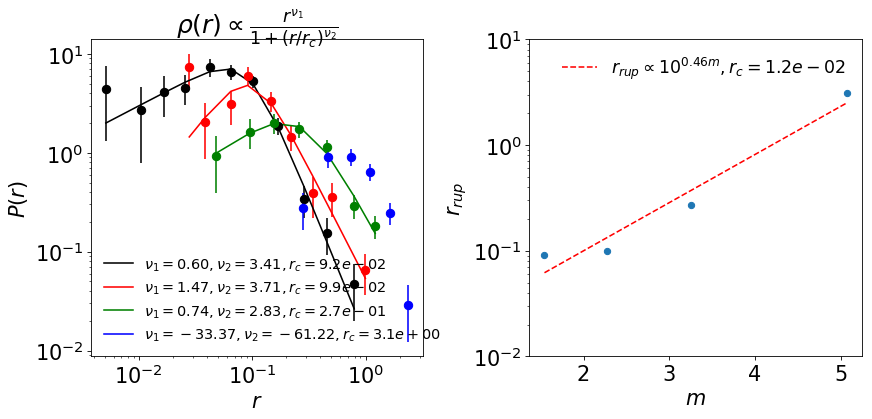 ρ(r) ∝ r^ν₁ / (1 + (r/r_c)^ν₂)
10¹
10⁰
10⁻¹
10⁻²
P(r)
ν₁ = 0.60, ν₂ = 3.41, r_c = 9.2e − 02
ν₁ = 1.47, ν₂ = 3.71, r_c = 9.9e − 02
ν₁ = 0.74, ν₂ = 2.83, r_c = 2.7e − 01
ν₁ = − 33.37, ν₂ = − 61.22, r_c = 3.1e + 00
10⁻² 10⁻¹ 10⁰
r
10¹
10⁰
10⁻¹
10⁻²
r_rup
r_rup ∝ 10^0.46m, r_c = 1.2e − 02
2 3 4 5
m